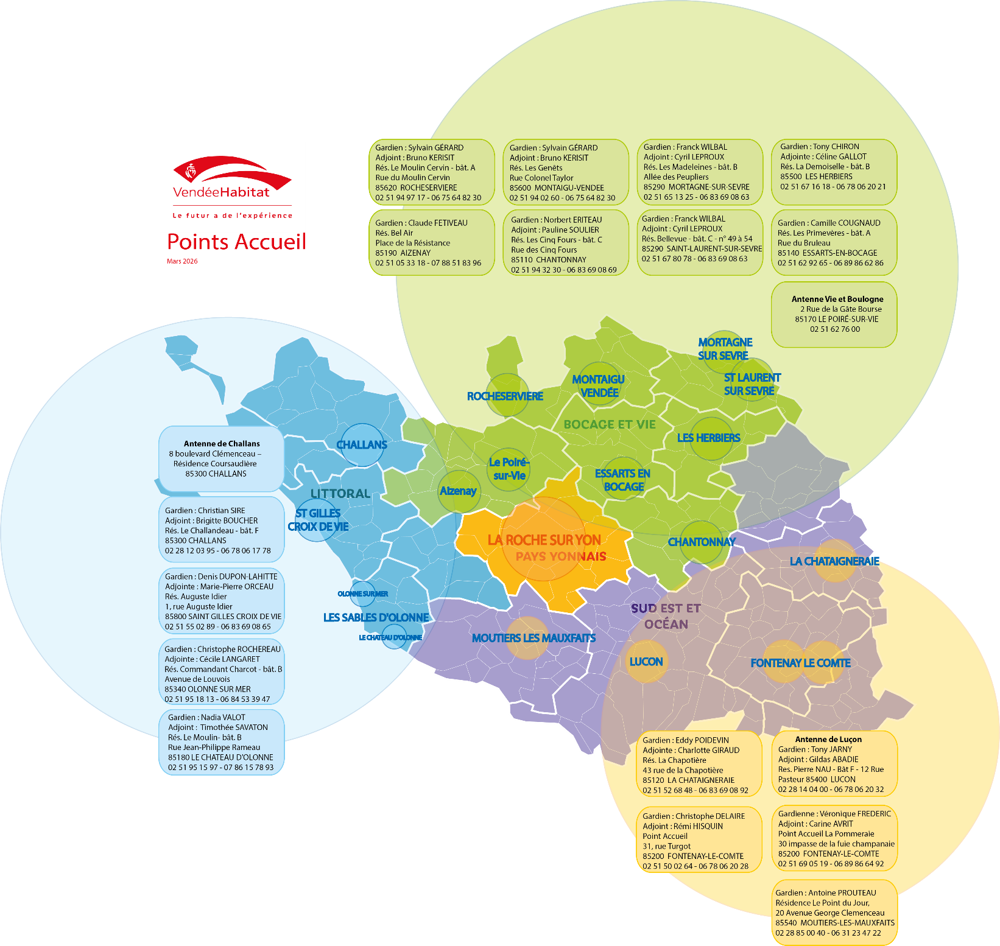 VendéeHabitat
Le futur a de l'expérience
Points Accueil
Mars 2026
Gardien : Sylvain GÉRARD
Adjoint : Bruno KERISIT
Rés. Le Moulin Cervin - bât. A
Rue du Moulin Cervin
85620 ROCHESERVIERE
02 51 94 97 17 - 06 75 64 82 30
Gardien : Sylvain GÉRARD
Adjoint : Bruno KERISIT
Rés. Les Genêts
Rue Colonel Taylor
85600 MONTAIGU-VENDEE
02 51 94 02 60 - 06 75 64 82 30
Gardien : Franck WILBAL
Adjoint : Cyril LEPROUX
Rés. Les Madeleines - bât. B
Allée des Peupliers
85290 MORTAGNE-SUR-SEVRE
02 51 65 13 25 - 06 83 69 08 63
Gardien : Tony CHIRON
Adjointe : Céline GALLOT
Rés. La Demoiselle - bât. B
85500 LES HERBIERS
02 51 67 16 18 - 06 78 06 20 21
Gardien : Claude FETIVEAU
Rés. Bel Air
Place de la Résistance
85190 AIZENAY
02 51 05 33 18 - 07 88 51 83 96
Gardien : Norbert ERITEAU
Adjoint : Pauline SOULIER
Rés. Les Cinq Fours - bât. C
Rue des Cinq Fours
85110 CHANTONNAY
02 51 94 32 30 - 06 83 69 08 69
Gardien : Franck WILBAL
Adjoint : Cyril LEPROUX
Rés. Bellevue - bât. C - n° 49 à 54
85290 SAINT-LAURENT-SUR-SEVRE
02 51 67 80 78 - 06 83 69 08 63
Gardien : Camille COUGNAUD
Rés. Les Primevères - bât. A
Rue du Bruleau
85140 ESSARTS-EN-BOCAGE
02 51 62 92 65 - 06 89 86 62 86
Antenne Vie et Boulogne
2 Rue de la Gâte Bourse
85170 LE POIRÉ-SUR-VIE
02 51 62 76 00
MORTAGNE
SUR SEVRE
ST LAURENT
SUR SEVRE
MONTAIGU
VENDÉE
ROCHESERVIERE
BOCAGE ET VIE
LES HERBIERS
CHALLANS
Le Poiré-
sur-Vie
ESSARTS EN
BOCAGE
Aizenay
LITTORAL
ST GILLES
CROIX DE VIE
LA ROCHE SUR YON
PAYS YONNAIS
CHANTONNAY
LA CHATAIGNERAIE
OLONNE SUR MER
LES SABLES D'OLONNE
LE CHATEAU D'OLONNE
SUD EST ET
OCÉAN
MOUTIERS LES MAUXFAITS
LUCON
FONTENAY LE COMTE
Antenne de Challans
8 boulevard Clémenceau –
Résidence Coursaudière
85300 CHALLANS
Gardien : Christian SIRE
Adjoint : Brigitte BOUCHER
Rés. Le Challandeau - bât. F
85300 CHALLANS
02 28 12 03 95 - 06 78 06 17 78
Gardien : Denis DUPON-LAHITTE
Adjointe : Marie-Pierre ORCEAU
Rés. Auguste Idier
1, rue Auguste Idier
85800 SAINT GILLES CROIX DE VIE
02 51 55 02 89 - 06 83 69 08 65
Gardien : Christophe ROCHEREAU
Adjointe : Cécile LANGARET
Rés. Commandant Charcot - bât. B
Avenue de Louvois
85340 OLONNE SUR MER
02 51 95 18 13 - 06 84 53 39 47
Gardien : Nadia VALOT
Adjoint : Timothée SAVATON
Rés. Le Moulin- bât. B
Rue Jean-Philippe Rameau
85180 LE CHATEAU D'OLONNE
02 51 95 15 97 - 07 86 15 78 93
Gardien : Eddy POIDEVIN
Adjointe : Charlotte GIRAUD
Rés. La Chapotière
43 rue de la Chapotière
85120 LA CHATAIGNERAIE
02 51 52 68 48 - 06 83 69 08 92
Antenne de Luçon
Gardien : Tony JARNY
Adjoint : Gildas ABADIE
Res. Pierre NAU - Bât F - 12 Rue
Pasteur 85400 LUCON
02 28 14 04 00 - 06 78 06 20 32
Gardien : Christophe DELAIRE
Adjoint : Rémi HISQUIN
Point Accueil
31, rue Turgot
85200 FONTENAY-LE-COMTE
02 51 50 02 64 - 06 78 06 20 28
Gardienne : Véronique FREDERIC
Adjoint : Carine AVRIT
Point Accueil La Pommeraie
30 impasse de la fuie champanaie
85200 FONTENAY-LE-COMTE
02 51 69 05 19 - 06 89 86 64 92
Gardien : Antoine PROUTEAU
Résidence Le Point du Jour,
20 Avenue George Clemenceau
85540 MOUTIERS-LES-MAUXFAITS
02 28 85 00 40 - 06 31 23 47 22